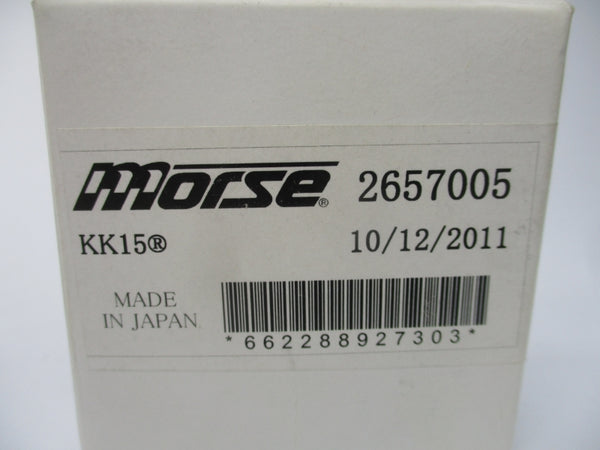 morse® 2657005
KK15® 10/12/2011
MADE
IN JAPAN
*662288927303*